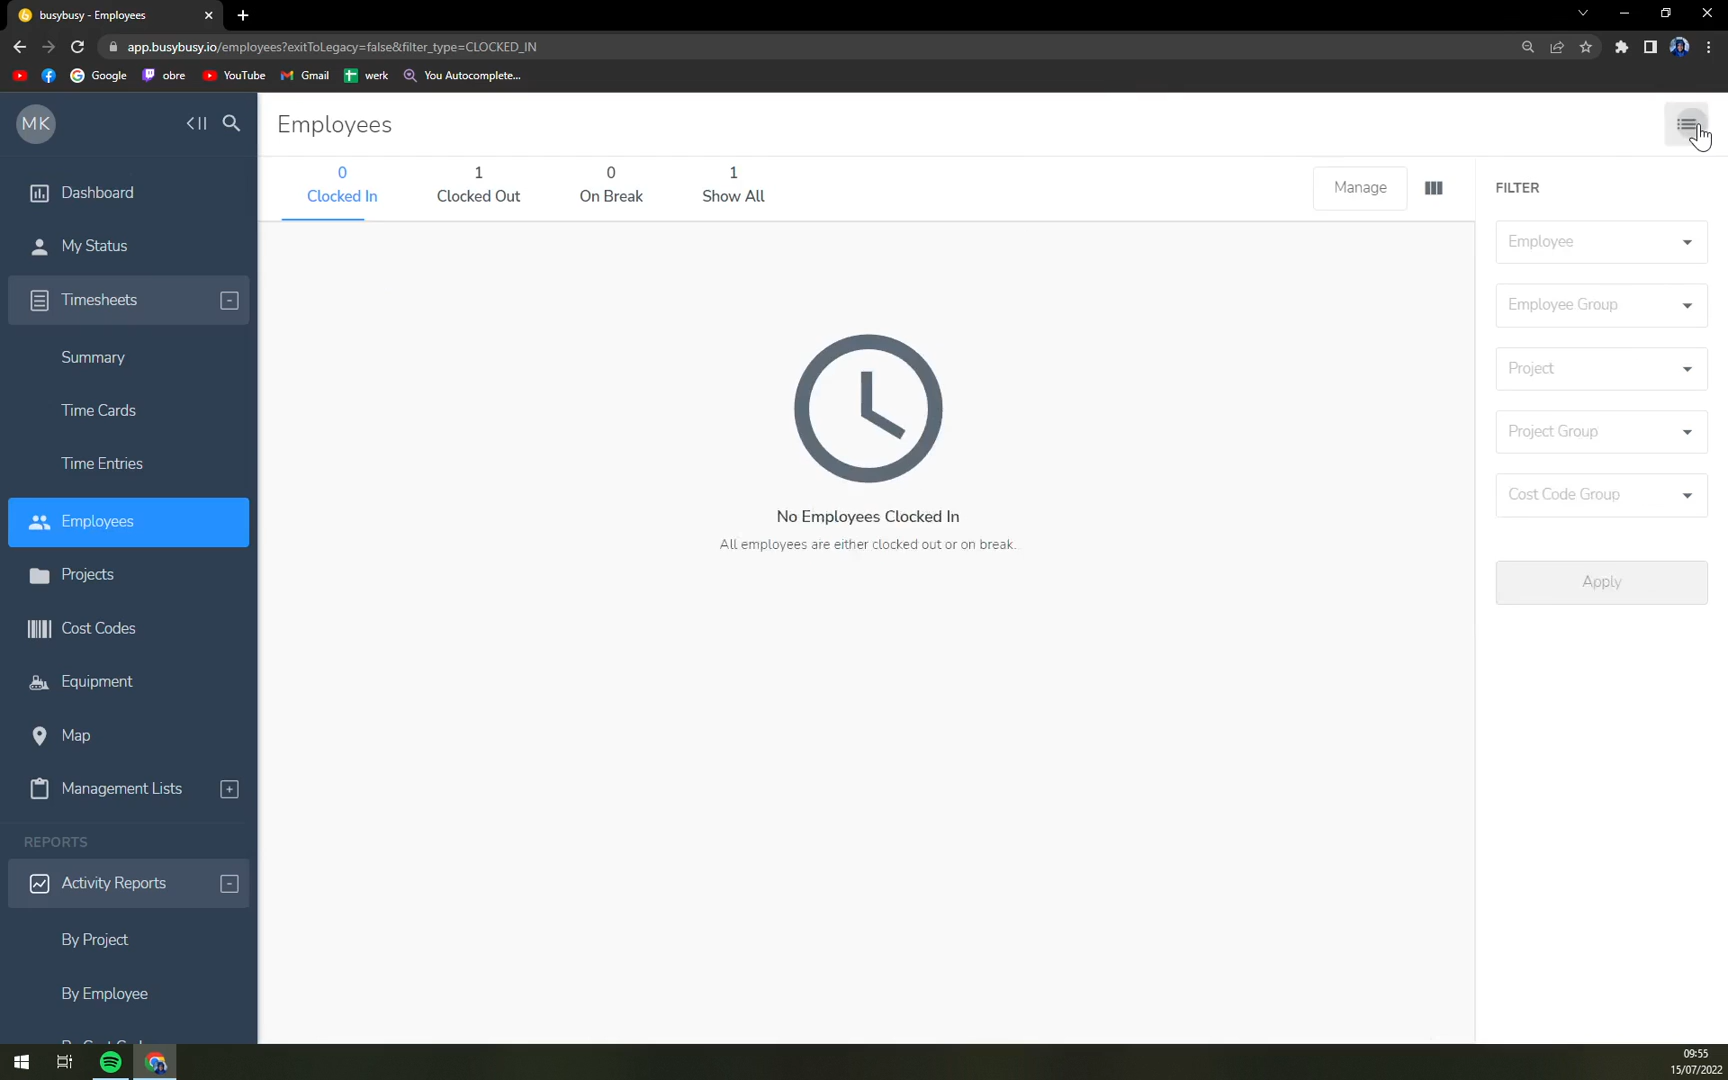 busybusy - Employees
app.busybusy.io/employees?exitToLegacy=false&filter_type=CLOCKED_IN
Google
obre
YouTube
Gmail
werk
You Autocomplete...
MK
Employees
Dashboard
My Status
Timesheets
Summary
Time Cards
Time Entries
Employees
Projects
Cost Codes
Equipment
Map
Management Lists
REPORTS
Activity Reports
By Project
By Employee
0
Clocked In
1
Clocked Out
0
On Break
1
Show All
Manage
No Employees Clocked In
All employees are either clocked out or on break.
FILTER
Employee
Employee Group
Project
Project Group
Cost Code Group
Apply
09:55
15/07/2022